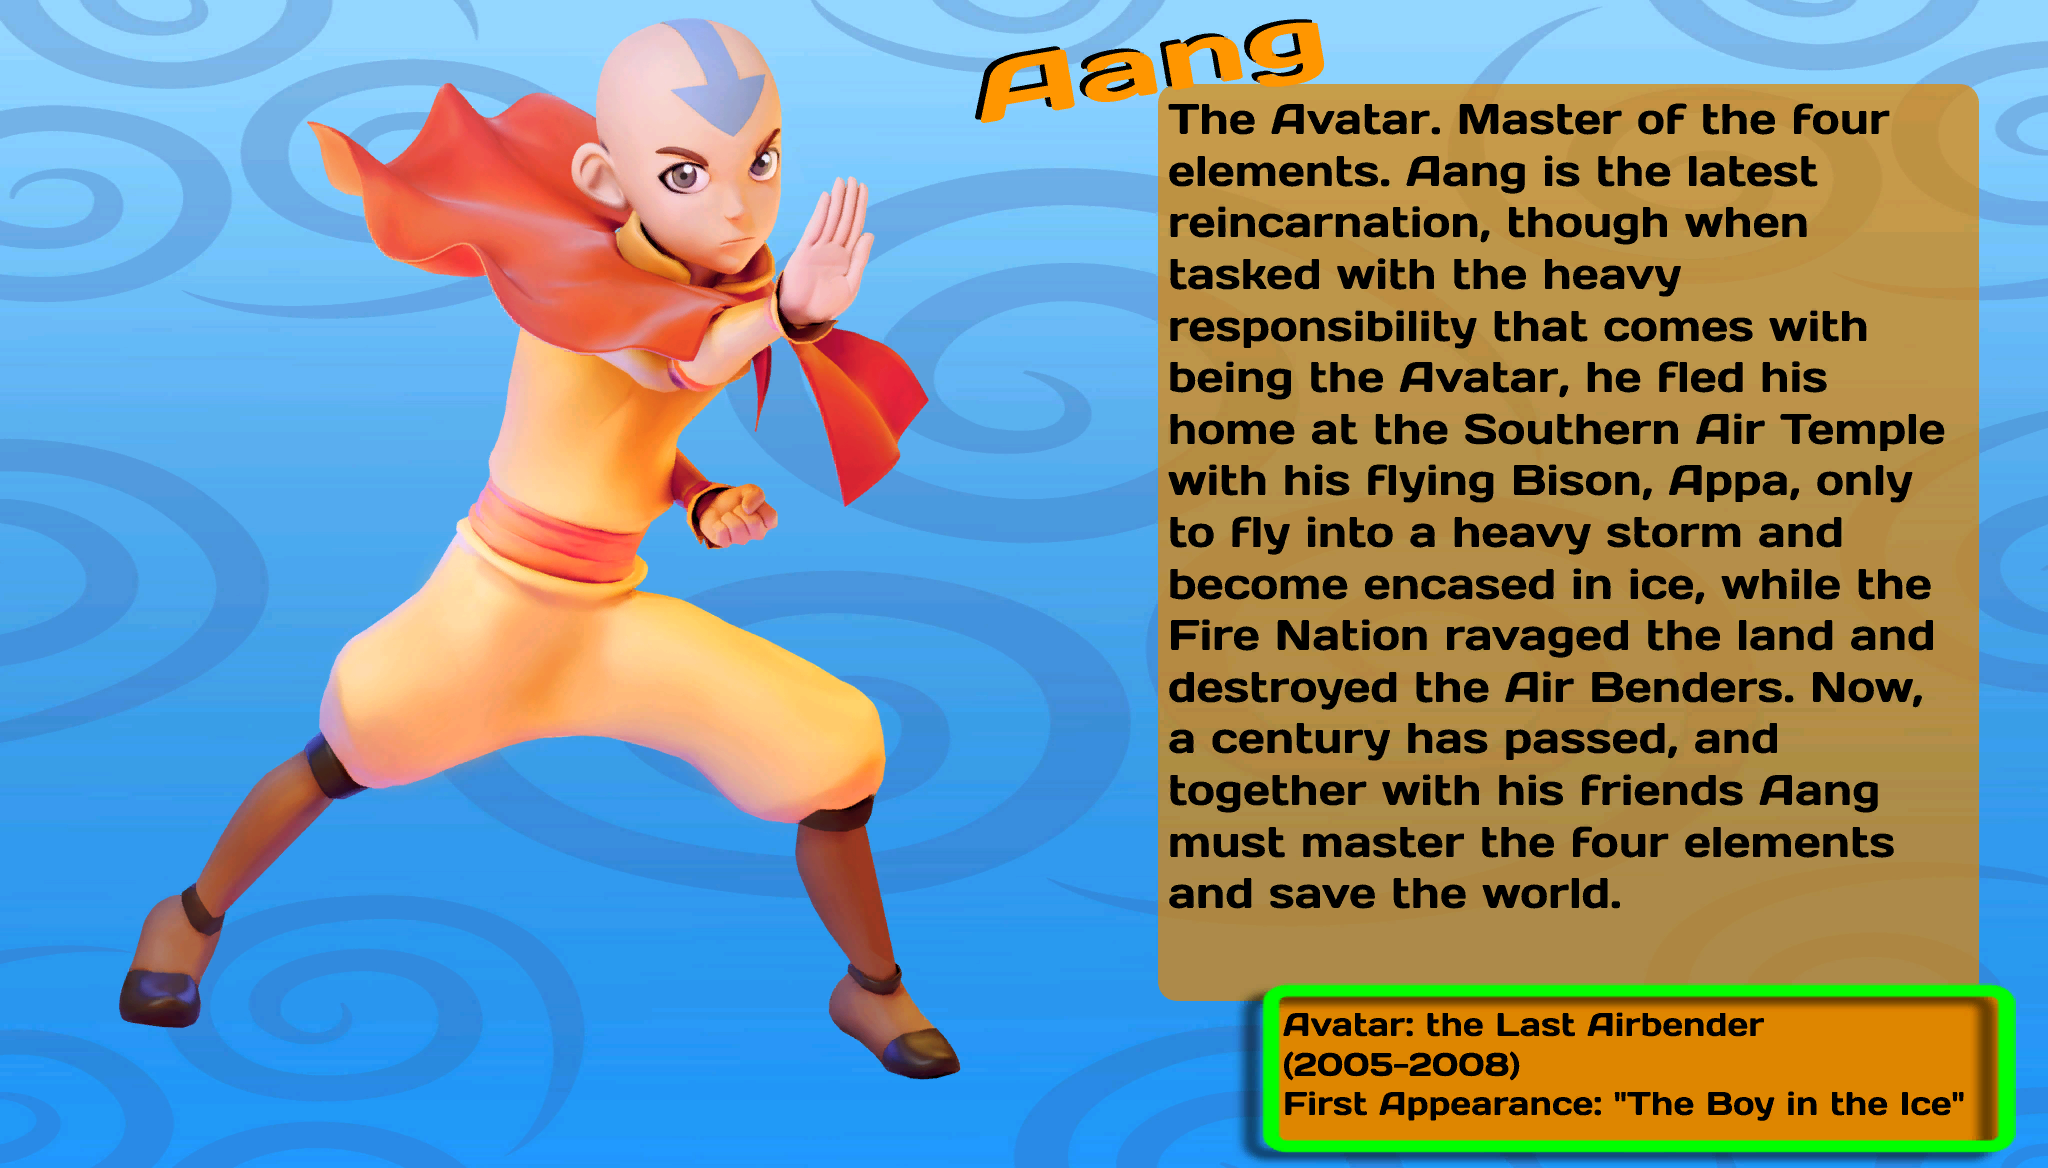 Aang
The Avatar. Master of the four
elements. Aang is the latest
reincarnation, though when
tasked with the heavy
responsibility that comes with
being the Avatar, he fled his
home at the Southern Air Temple
with his flying Bison, Appa, only
to fly into a heavy storm and
become encased in ice, while the
Fire Nation ravaged the land and
destroyed the Air Benders. Now,
a century has passed, and
together with his friends Aang
must master the four elements
and save the world.
Avatar: the Last Airbender
(2005-2008)
First Appearance: "The Boy in the Ice"